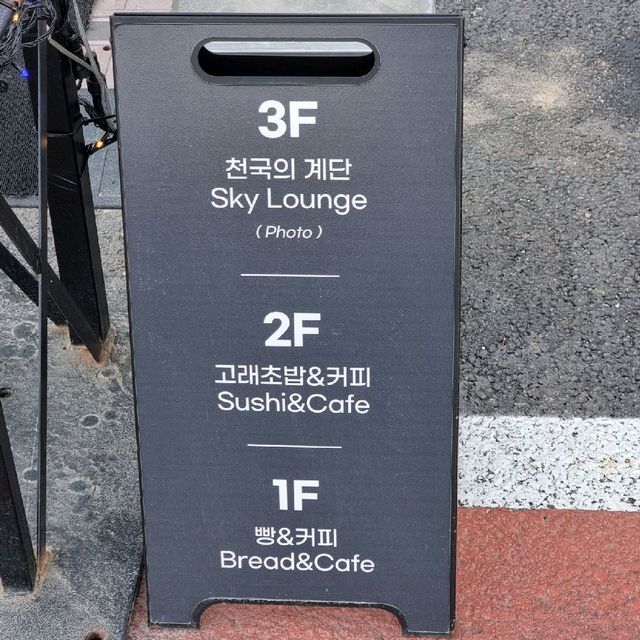 3F
천국의 계단
Sky Lounge
(Photo)
2F
고래초밥&커피
Sushi&Cafe
1F
빵&커피
Bread&Cafe